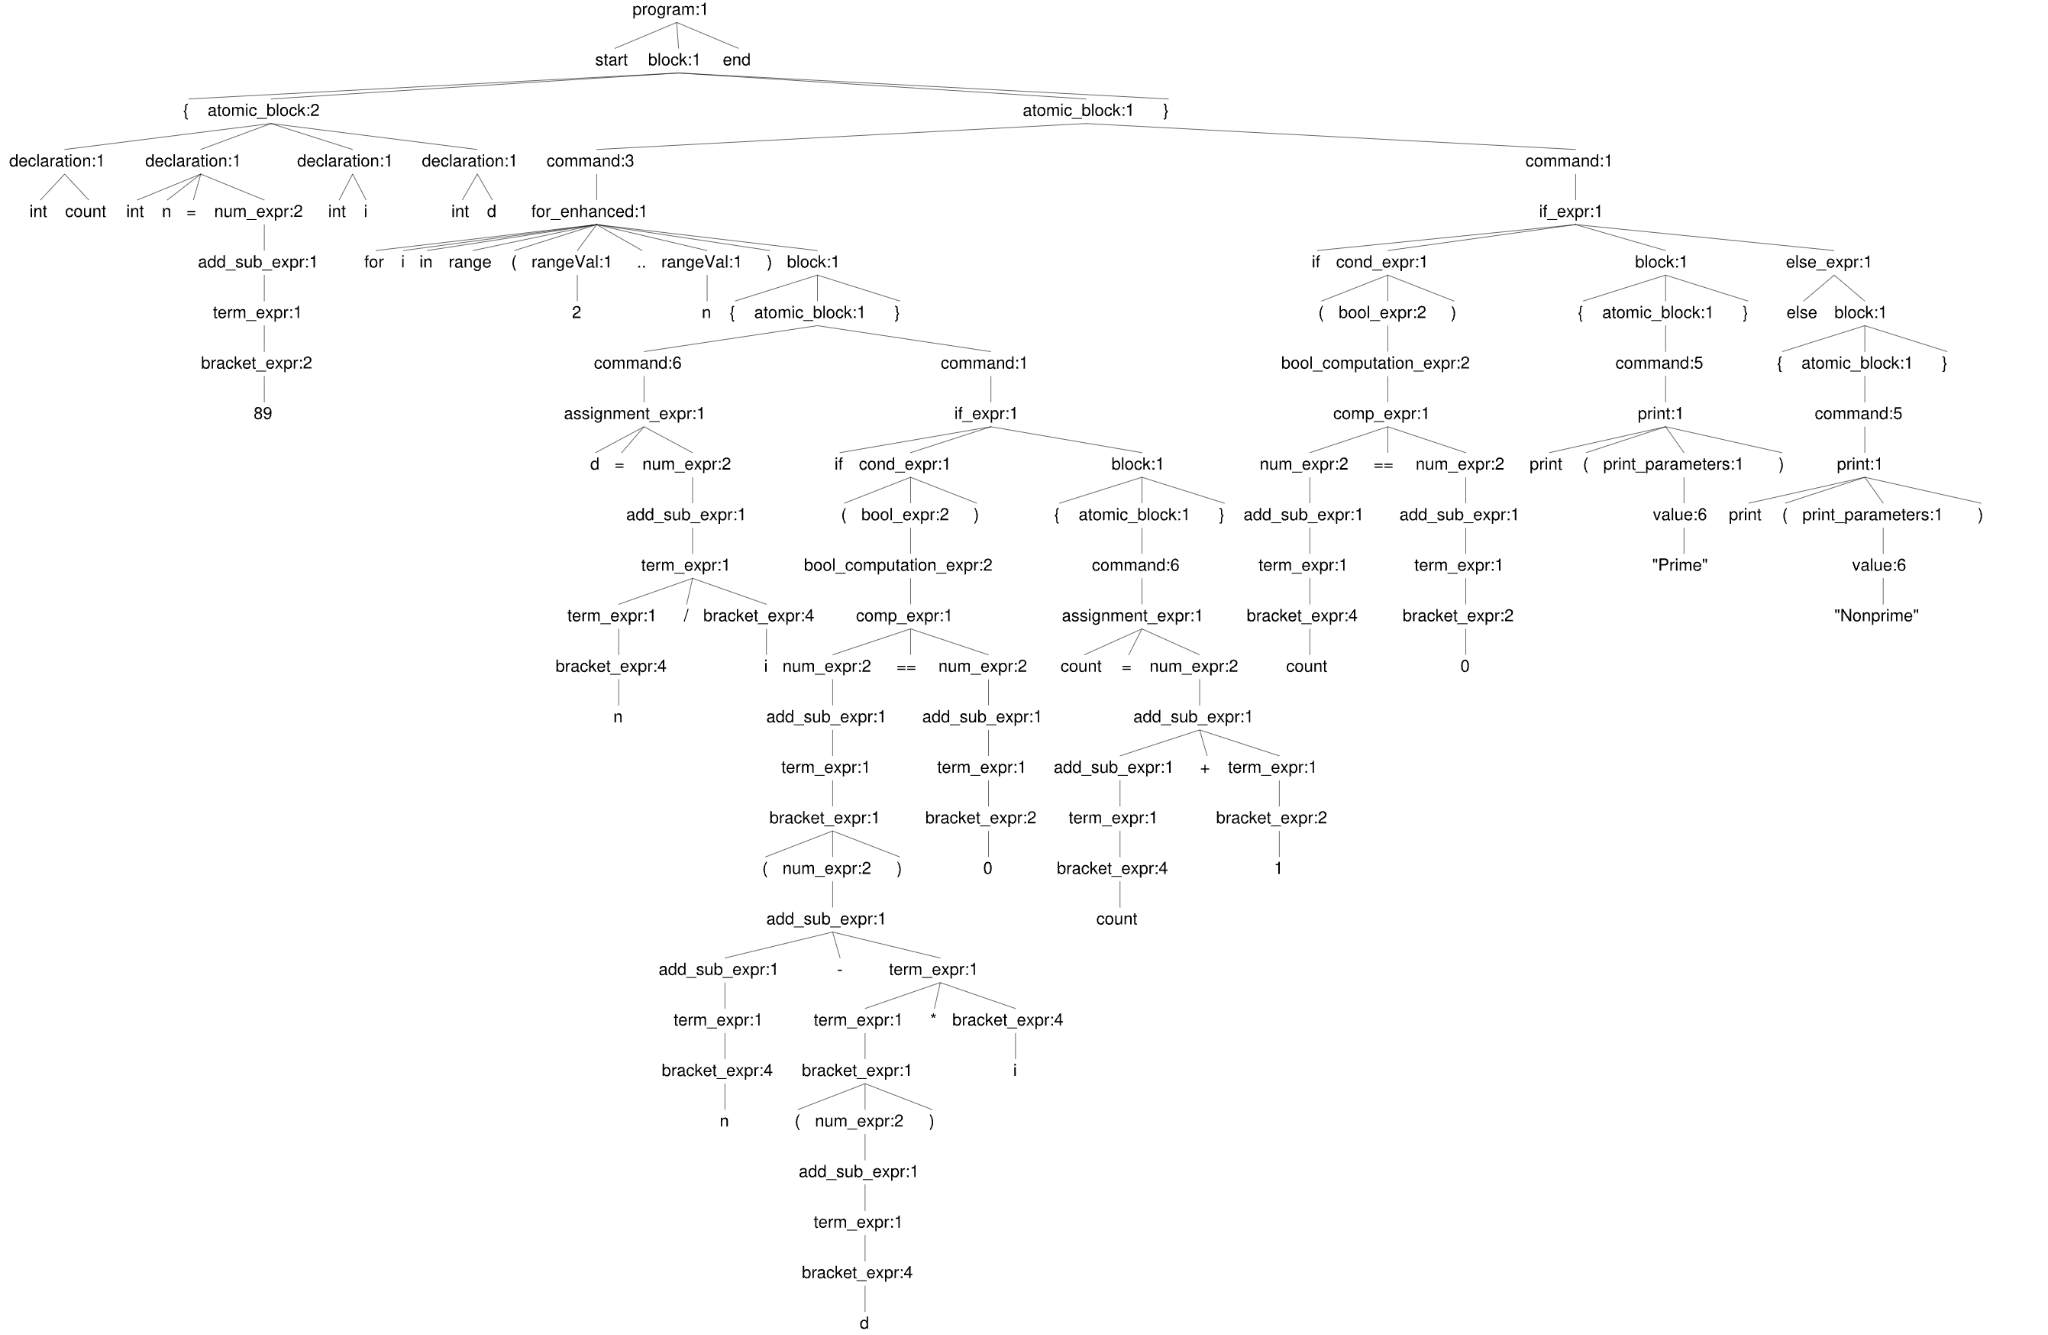 program:1
start block:1 end
{ atomic_block:2 atomic_block:1 }
declaration:1 declaration:1 declaration:1 declaration:1 command:3 command:1
int count int n = num_expr:2 int i int d for_enhanced:1 if_expr:1
add_sub_expr:1 for i in range ( rangeVal:1 .. rangeVal:1 ) block:1 if cond_expr:1 block:1 else_expr:1
term_expr:1 2 n { atomic_block:1 } ( bool_expr:2 ) { atomic_block:1 } else block:1
bracket_expr:2 command:6 command:1 bool_computation_expr:2 command:5 { atomic_block:1 }
89 assignment_expr:1 if_expr:1 comp_expr:1 print:1 command:5
d = num_expr:2 if cond_expr:1 block:1 num_expr:2 == num_expr:2 print ( print_parameters:1 ) print:1
add_sub_expr:1 ( bool_expr:2 ) { atomic_block:1 } add_sub_expr:1 add_sub_expr:1 value:6 print ( print_parameters:1 )
term_expr:1 bool_computation_expr:2 command:6 term_expr:1 term_expr:1 "Prime" value:6
term_expr:1 / bracket_expr:4 comp_expr:1 assignment_expr:1 bracket_expr:4 bracket_expr:2 "Nonprime"
bracket_expr:4 i num_expr:2 == num_expr:2 count = num_expr:2 count 0
n add_sub_expr:1 add_sub_expr:1 add_sub_expr:1
term_expr:1 term_expr:1 add_sub_expr:1 + term_expr:1
bracket_expr:1 bracket_expr:2 term_expr:1 bracket_expr:2
( num_expr:2 ) 0 bracket_expr:4 1
add_sub_expr:1 count
add_sub_expr:1 - term_expr:1
term_expr:1 term_expr:1 * bracket_expr:4
bracket_expr:4 bracket_expr:1 i
n ( num_expr:2 )
add_sub_expr:1
term_expr:1
bracket_expr:4
d